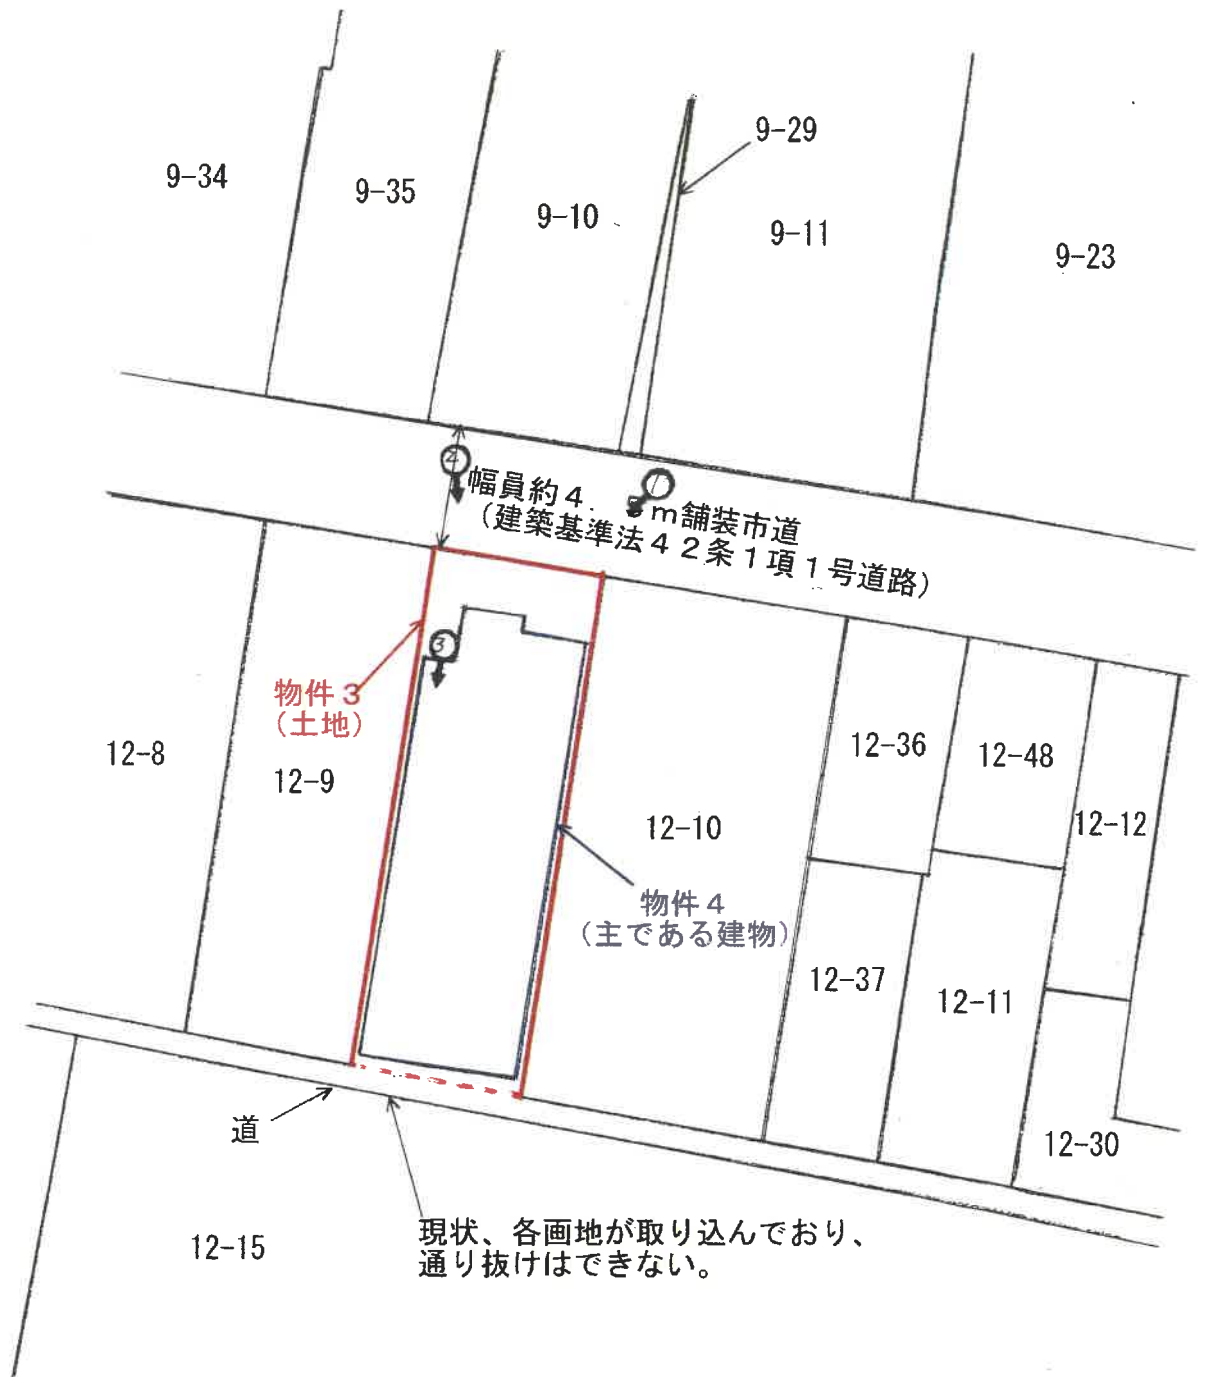 9-29
9-34
9-35
9-10
9-11
9-23
②
①
幅員約4. m舗装市道
(建築基準法42条1項1号道路)
③
物件3
(土地)
12-8
12-9
12-10
12-36
12-48
12-12
物件4
(主である建物)
12-37
12-11
12-30
道
12-15
現状、各画地が取り込んでおり、
通り抜けはできない。